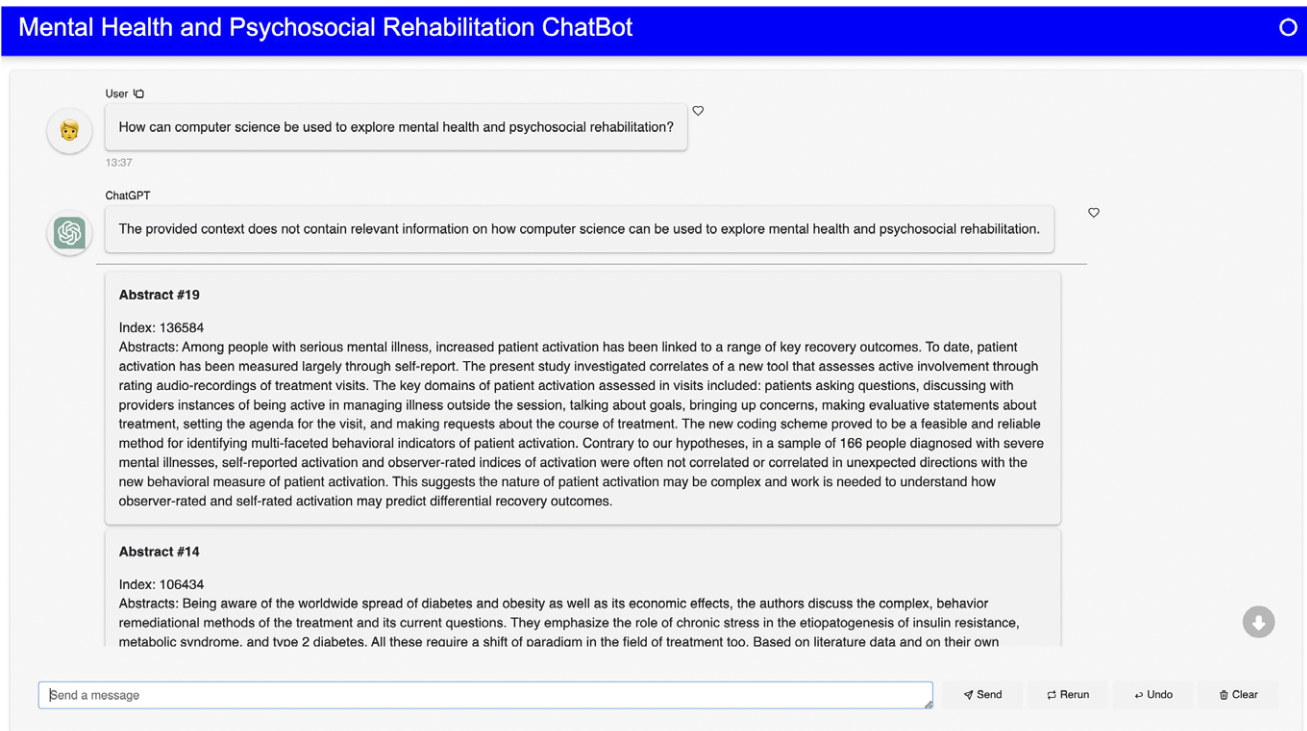 Mental Health and Psychosocial Rehabilitation ChatBot
User
How can computer science be used to explore mental health and psychosocial rehabilitation?
13:37
ChatGPT
The provided context does not contain relevant information on how computer science can be used to explore mental health and psychosocial rehabilitation.
Abstract #19
Index: 136584
Abstracts: Among people with serious mental illness, increased patient activation has been linked to a range of key recovery outcomes. To date, patient
activation has been measured largely through self-report. The present study investigated correlates of a new tool that assesses active involvement through
rating audio-recordings of treatment visits. The key domains of patient activation assessed in visits included: patients asking questions, discussing with
providers instances of being active in managing illness outside the session, talking about goals, bringing up concerns, making evaluative statements about
treatment, setting the agenda for the visit, and making requests about the course of treatment. The new coding scheme proved to be a feasible and reliable
method for identifying multi-faceted behavioral indicators of patient activation. Contrary to our hypotheses, in a sample of 166 people diagnosed with severe
mental illnesses, self-reported activation and observer-rated indices of activation were often not correlated or correlated in unexpected directions with the
new behavioral measure of patient activation. This suggests the nature of patient activation may be complex and work is needed to understand how
observer-rated and self-rated activation may predict differential recovery outcomes.
Abstract #14
Index: 106434
Abstracts: Being aware of the worldwide spread of diabetes and obesity as well as its economic effects, the authors discuss the complex, behavior
remediational methods of the treatment and its current questions. They emphasize the role of chronic stress in the etiopatogenesis of insulin resistance,
metabolic syndrome, and type 2 diabetes. All these require a shift of paradigm in the field of treatment too. Based on literature data and on their own
Send a message
Send
Rerun
Undo
Clear